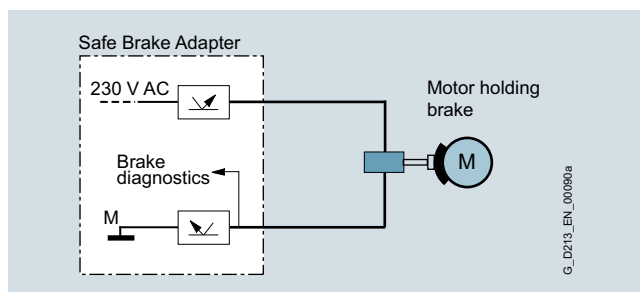 Safe Brake Adapter
230 V AC
Motor holding
brake
M
Brake
diagnostics
M
G_D213_EN_00090a